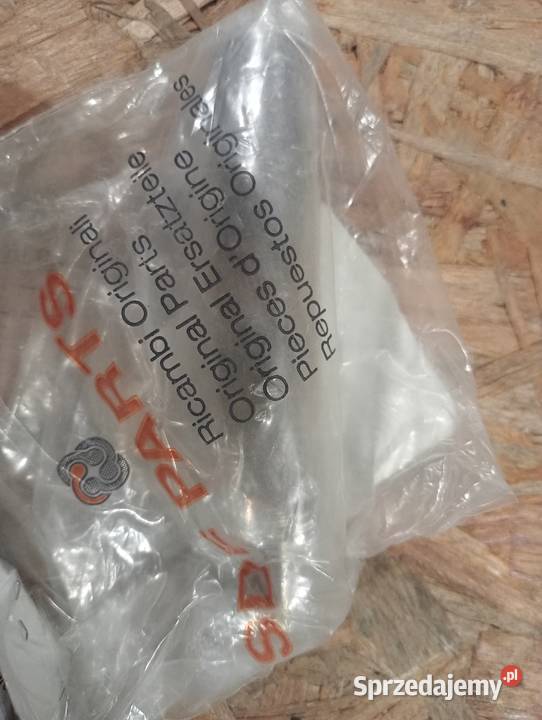 SDF PARTS
Ricambi Originali
Original Parts
Original Ersatzteile
Pieces d'Origine
Repuestos Originales
Sprzedajemy.pl